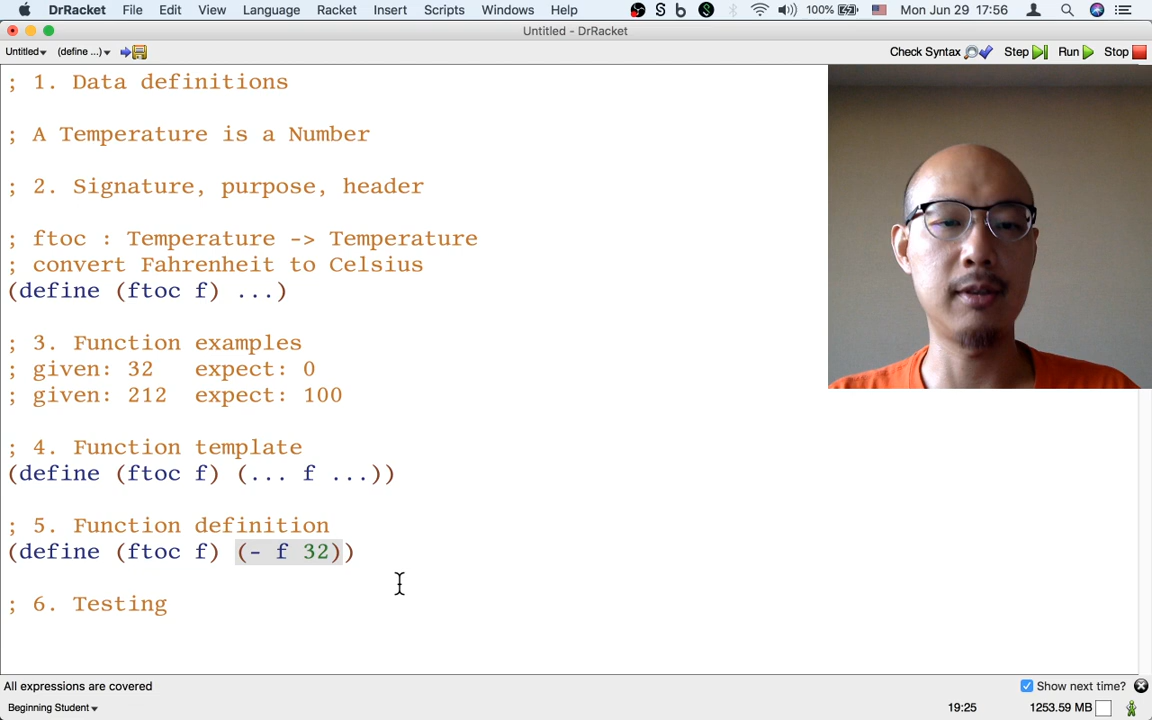 DrRacket File Edit View Language Racket Insert Scripts Windows Help 100% Mon Jun 29 17:56
Untitled - DrRacket
Untitled (define ...) Check Syntax Step Run Stop
; 1. Data definitions
; A Temperature is a Number
; 2. Signature, purpose, header
; ftoc : Temperature -> Temperature
; convert Fahrenheit to Celsius
(define (ftoc f) ...)
; 3. Function examples
; given: 32 expect: 0
; given: 212 expect: 100
; 4. Function template
(define (ftoc f) (... f ...))
; 5. Function definition
(define (ftoc f) (- f 32))
; 6. Testing
All expressions are covered Show next time?
Beginning Student 19:25 1253.59 MB